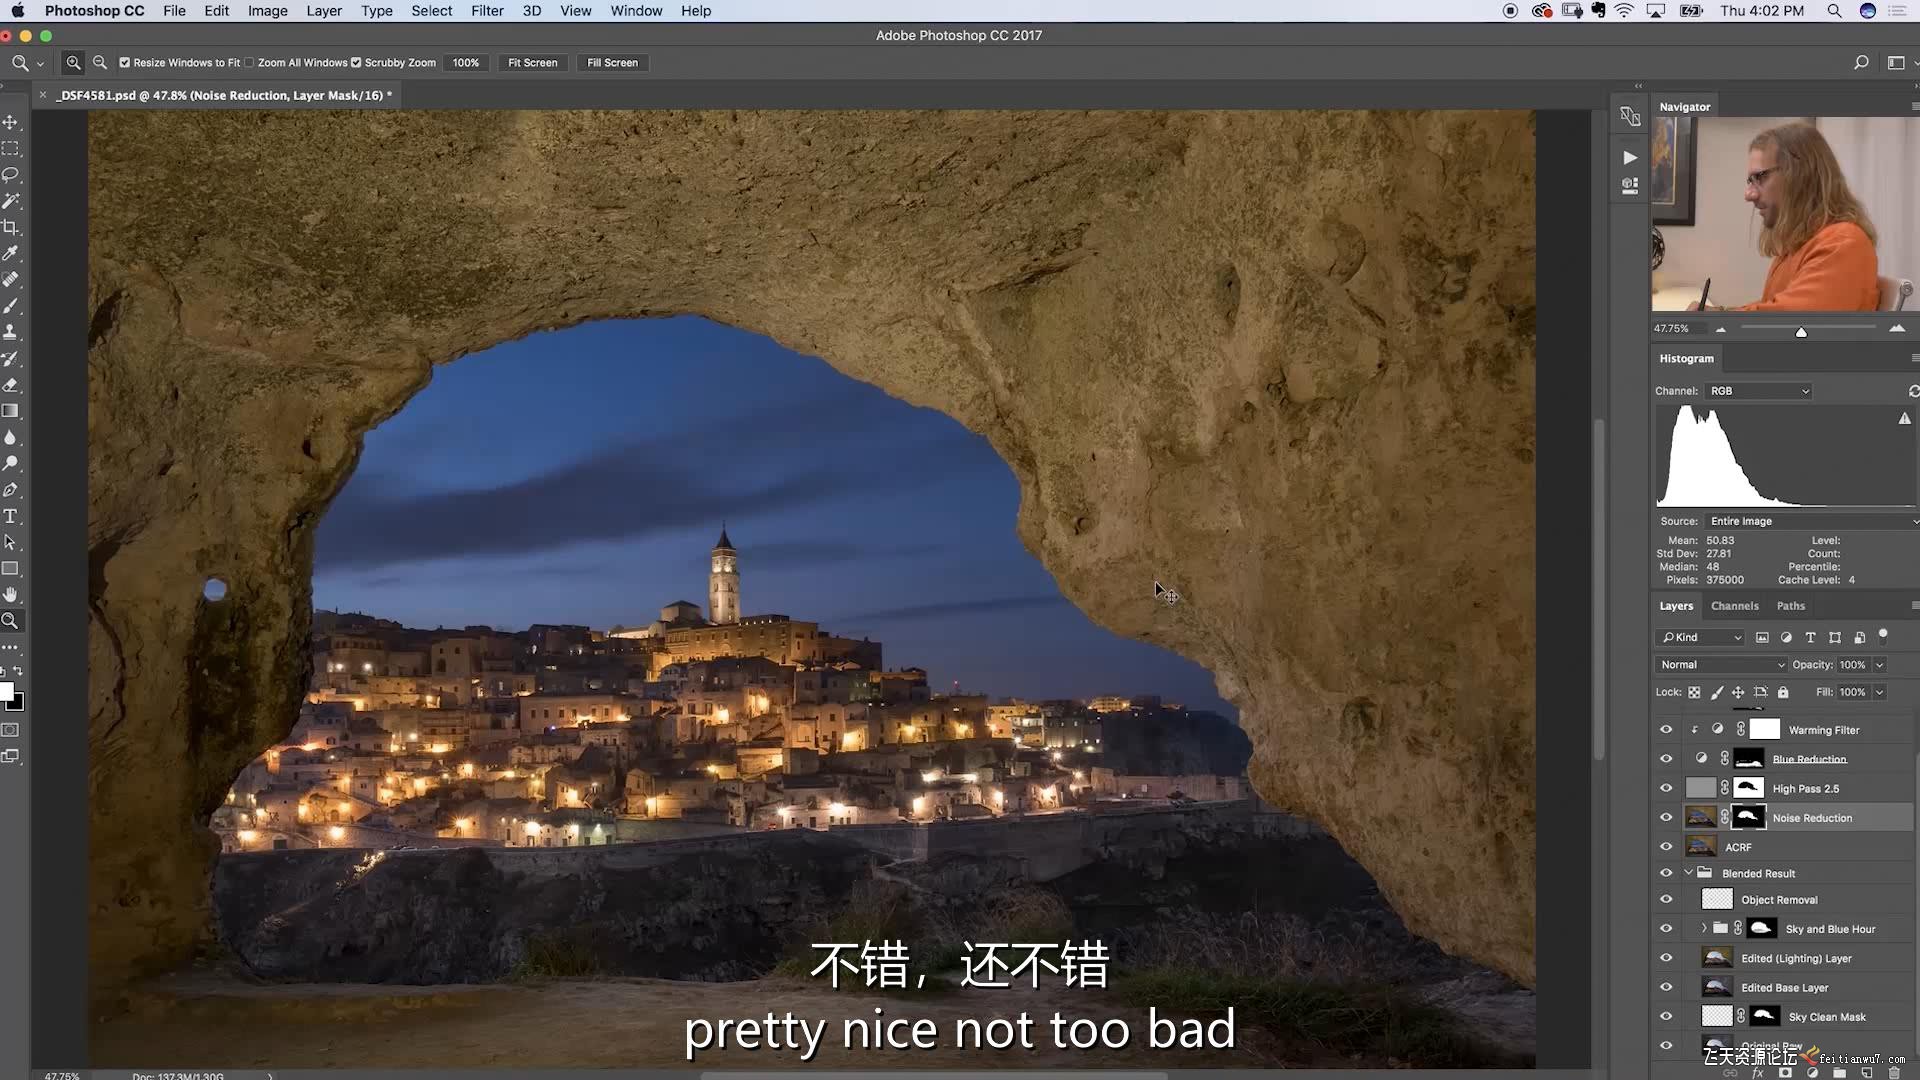 Photoshop CC File Edit Image Layer Type Select Filter 3D View Window Help Thu 4:02 PM
Adobe Photoshop CC 2017
Resize Windows to Fit Zoom All Windows Scrubby Zoom 100% Fit Screen Fill Screen
_DSF4581.psd @ 47.8% (Noise Reduction, Layer Mask/16) *
Navigator
47.75%
Histogram
Channel: RGB
Source: Entire Image
Mean: 50.83 Level:
Std Dev: 27.81 Count:
Median: 48 Percentile:
Pixels: 375000 Cache Level: 4
Layers Channels Paths
Kind
Normal Opacity: 100%
Lock: Fill: 100%
Warming Filter
Blue Reduction
High Pass 2.5
Noise Reduction
ACRF
Blended Result
Object Removal
Sky and Blue Hour
Edited (Lighting) Layer
Edited Base Layer
Sky Clean Mask
Original Raw
不错，还不错
pretty nice not too bad
飞天资源论坛 feitianwu7.com
47.75% Doc: 137.3M/1.30G